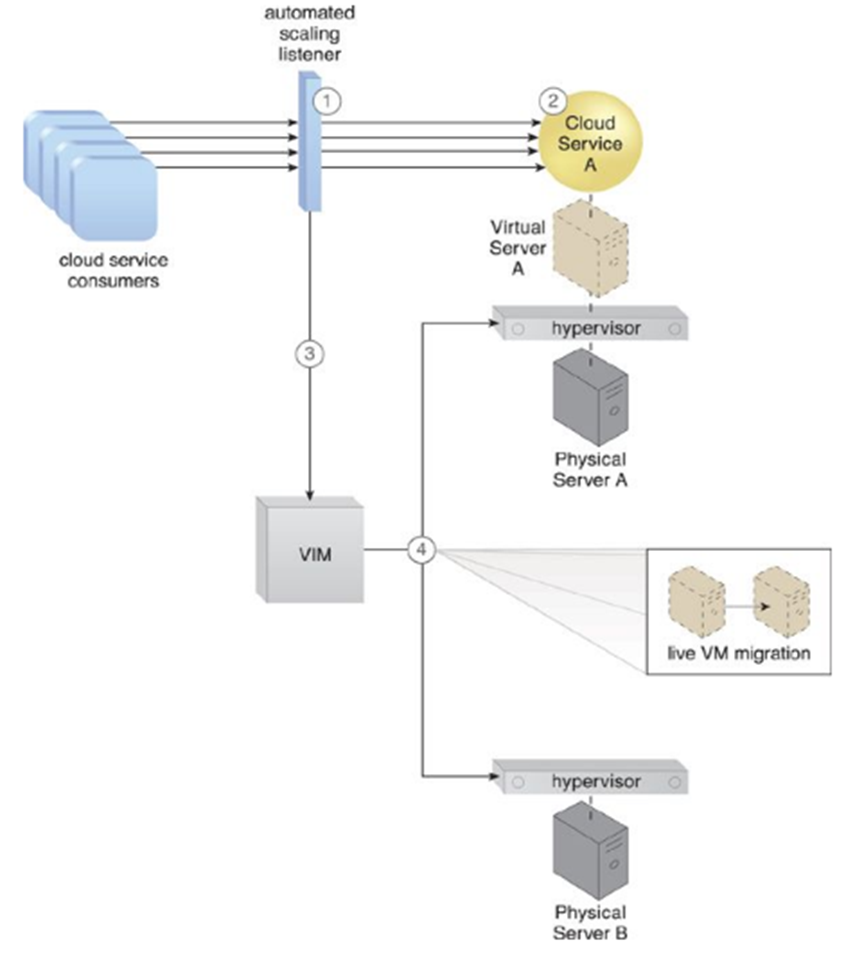 automated
scaling
listener
1
2
Cloud
Service
A
cloud service
consumers
Virtual
Server
A
hypervisor
3
Physical
Server A
VIM
4
live VM migration
hypervisor
Physical
Server B